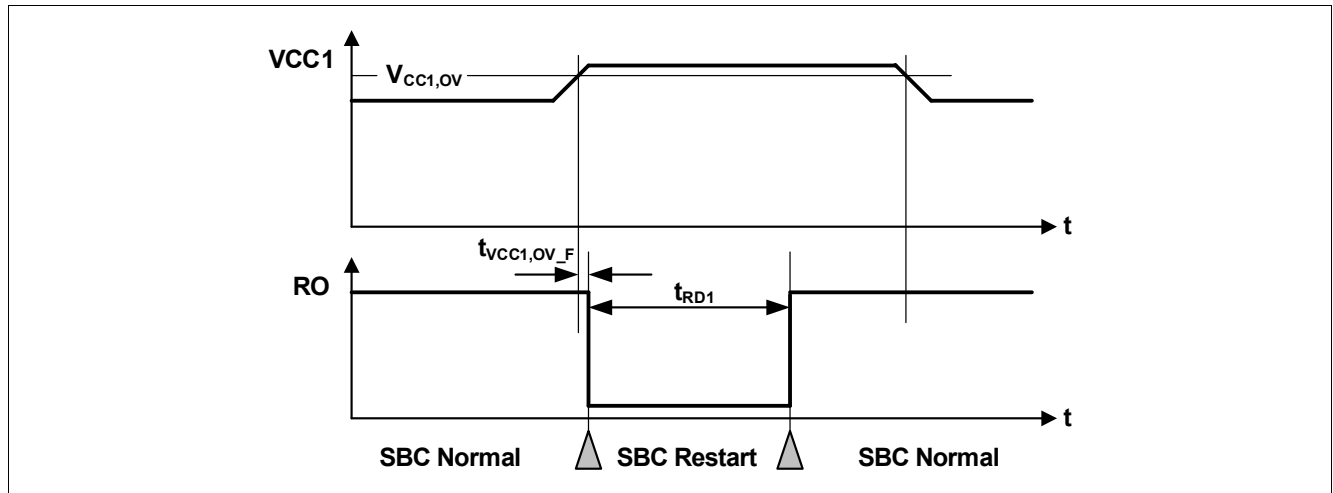 VCC1
VCC1,OV
t
tVCC1,OV_F
RO
tRD1
t
SBC Normal SBC Restart SBC Normal